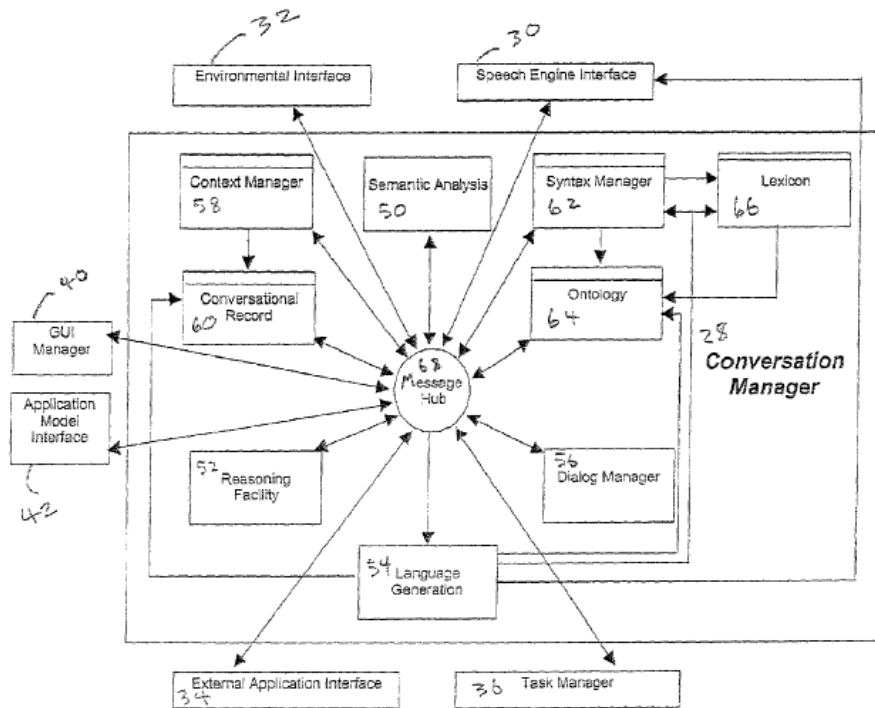 32
30
Environmental Interface
Speech Engine Interface
Context Manager
58
Semantic Analysis
50
Syntax Manager
62
Lexicon
66
40
Conversational
Record
60
Ontology
64
GUI
Manager
28
Conversation
Manager
68
Message
Hub
Application
Model
Interface
42
52
Reasoning
Facility
56
Dialog Manager
54
Language
Generation
External Application Interface
34
36
Task Manager